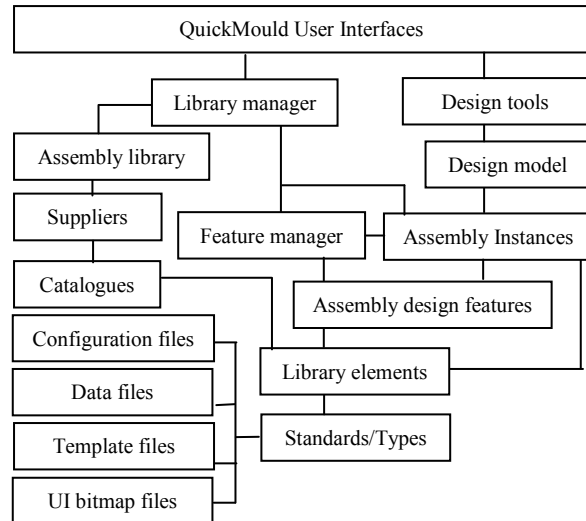 QuickMould User Interfaces
Library manager
Design tools
Assembly library
Design model
Suppliers
Feature manager
Assembly Instances
Catalogues
Assembly design features
Configuration files
Library elements
Data files
Standards/Types
Template files
UI bitmap files